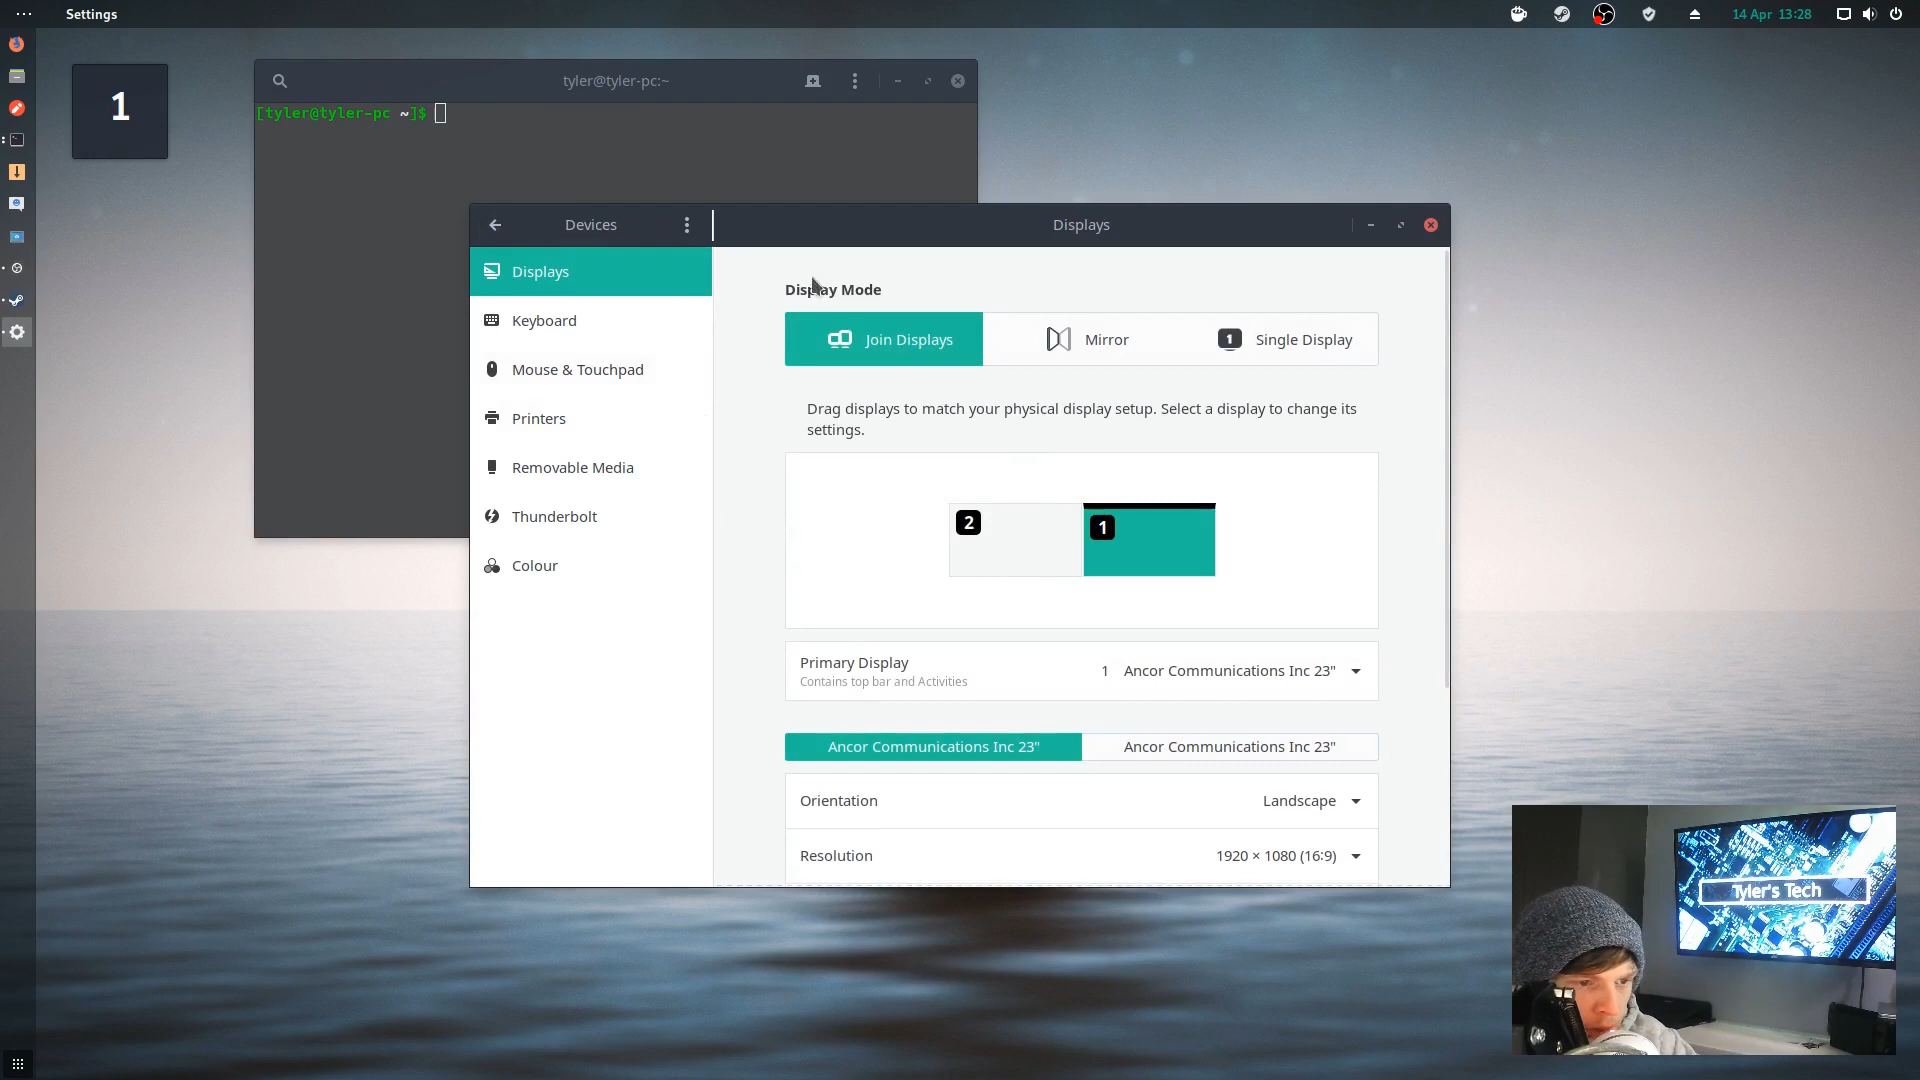 Settings
14 Apr 13:28
1
tyler@tyler-pc:~
[tyler@tyler-pc ~]$
Devices
Displays
Displays
Keyboard
Mouse & Touchpad
Printers
Removable Media
Thunderbolt
Colour
Display Mode
Join Displays
Mirror
1 Single Display
Drag displays to match your physical display setup. Select a display to change its
settings.
2
1
Primary Display
Contains top bar and Activities
1 Ancor Communications Inc 23"
Ancor Communications Inc 23"
Ancor Communications Inc 23"
Orientation
Landscape
Resolution
1920 × 1080 (16:9)
Tyler's Tech